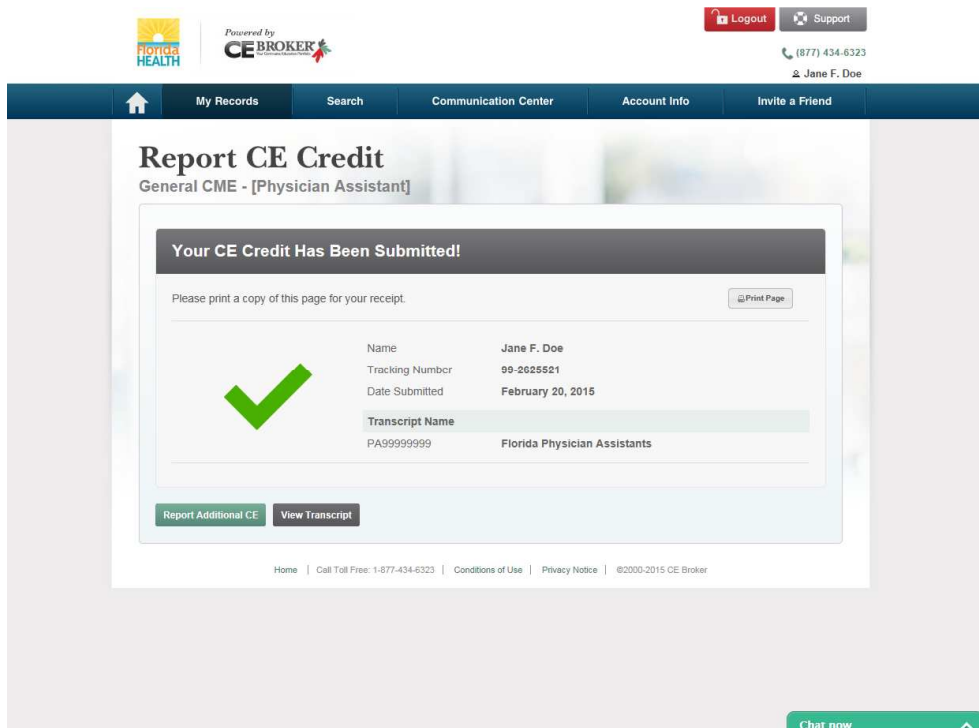 Florida
HEALTH
Powered by
CE BROKER
Logout
Support
(877) 434-6323
Jane F. Doe
My Records
Search
Communication Center
Account Info
Invite a Friend
Report CE Credit
General CME - [Physician Assistant]
Your CE Credit Has Been Submitted!
Please print a copy of this page for your receipt.
Print Page
Name Jane F. Doe
Tracking Number 99-2625521
Date Submitted February 20, 2015
Transcript Name
PA99999999 Florida Physician Assistants
Report Additional CE
View Transcript
Home | Call Toll Free: 1-877-434-6323 | Conditions of Use | Privacy Notice | ©2000-2015 CE Broker
Chat now